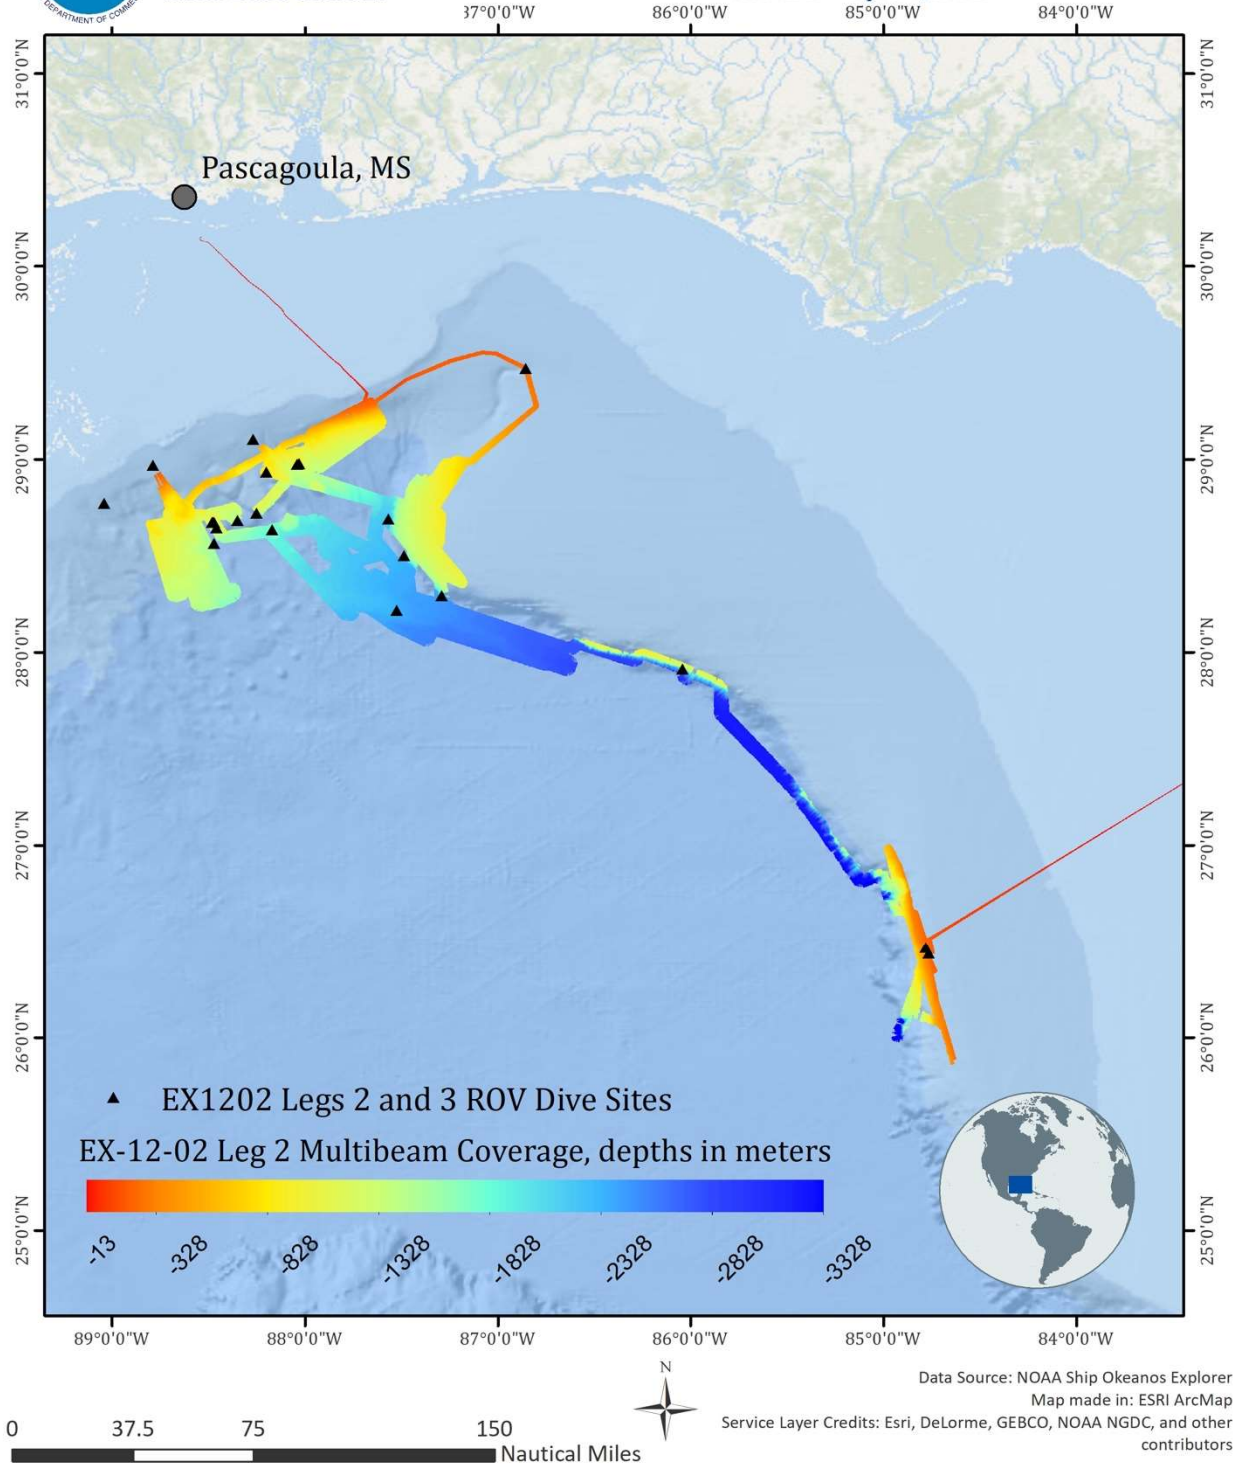 DEPARTMENT OF COMME
87°0'0"W 86°0'0"W 85°0'0"W 84°0'0"W
31°0'0"N 31°0'0"N
Pascagoula, MS
30°0'0"N 30°0'0"N
29°0'0"N 29°0'0"N
28°0'0"N 28°0'0"N
27°0'0"N 27°0'0"N
26°0'0"N 26°0'0"N
EX1202 Legs 2 and 3 ROV Dive Sites
EX-12-02 Leg 2 Multibeam Coverage, depths in meters
25°0'0"N 25°0'0"N
-13 -328 -828 -1328 -1828 -2328 -2828 -3328
89°0'0"W 88°0'0"W 87°0'0"W 86°0'0"W 85°0'0"W 84°0'0"W
N
Data Source: NOAA Ship Okeanos Explorer
Map made in: ESRI ArcMap
Service Layer Credits: Esri, DeLorme, GEBCO, NOAA NGDC, and other
contributors
0 37.5 75 150
Nautical Miles